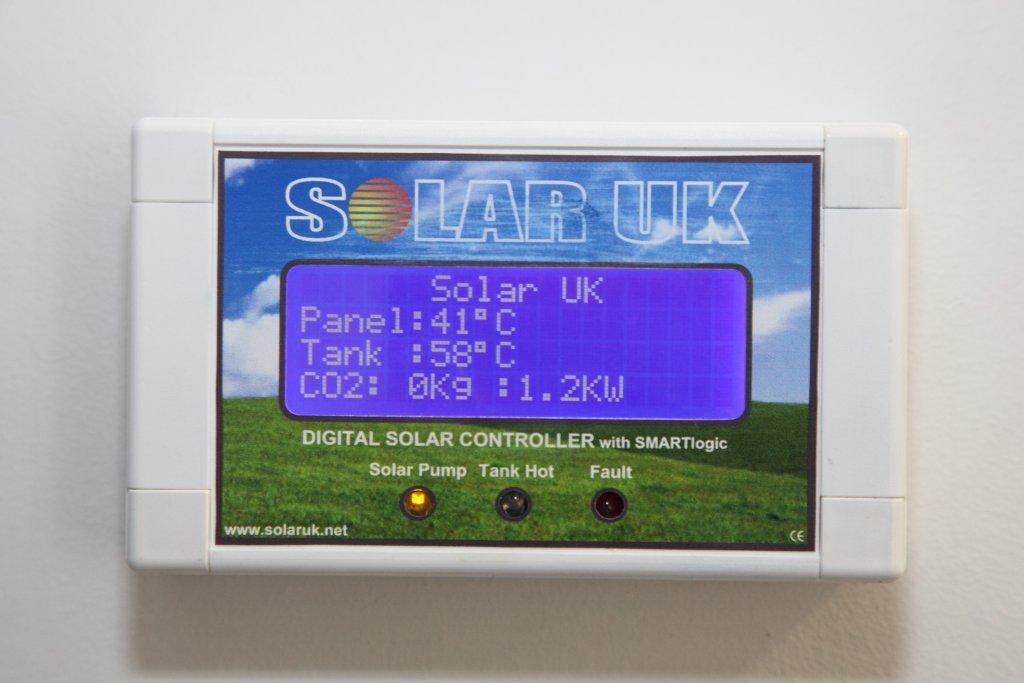 SOLAR UK
Solar UK
Panel:41°C
Tank :58°C
CO2: 0Kg :1.2KW
DIGITAL SOLAR CONTROLLER with SMARTlogic
Solar Pump Tank Hot Fault
www.solaruk.net CE